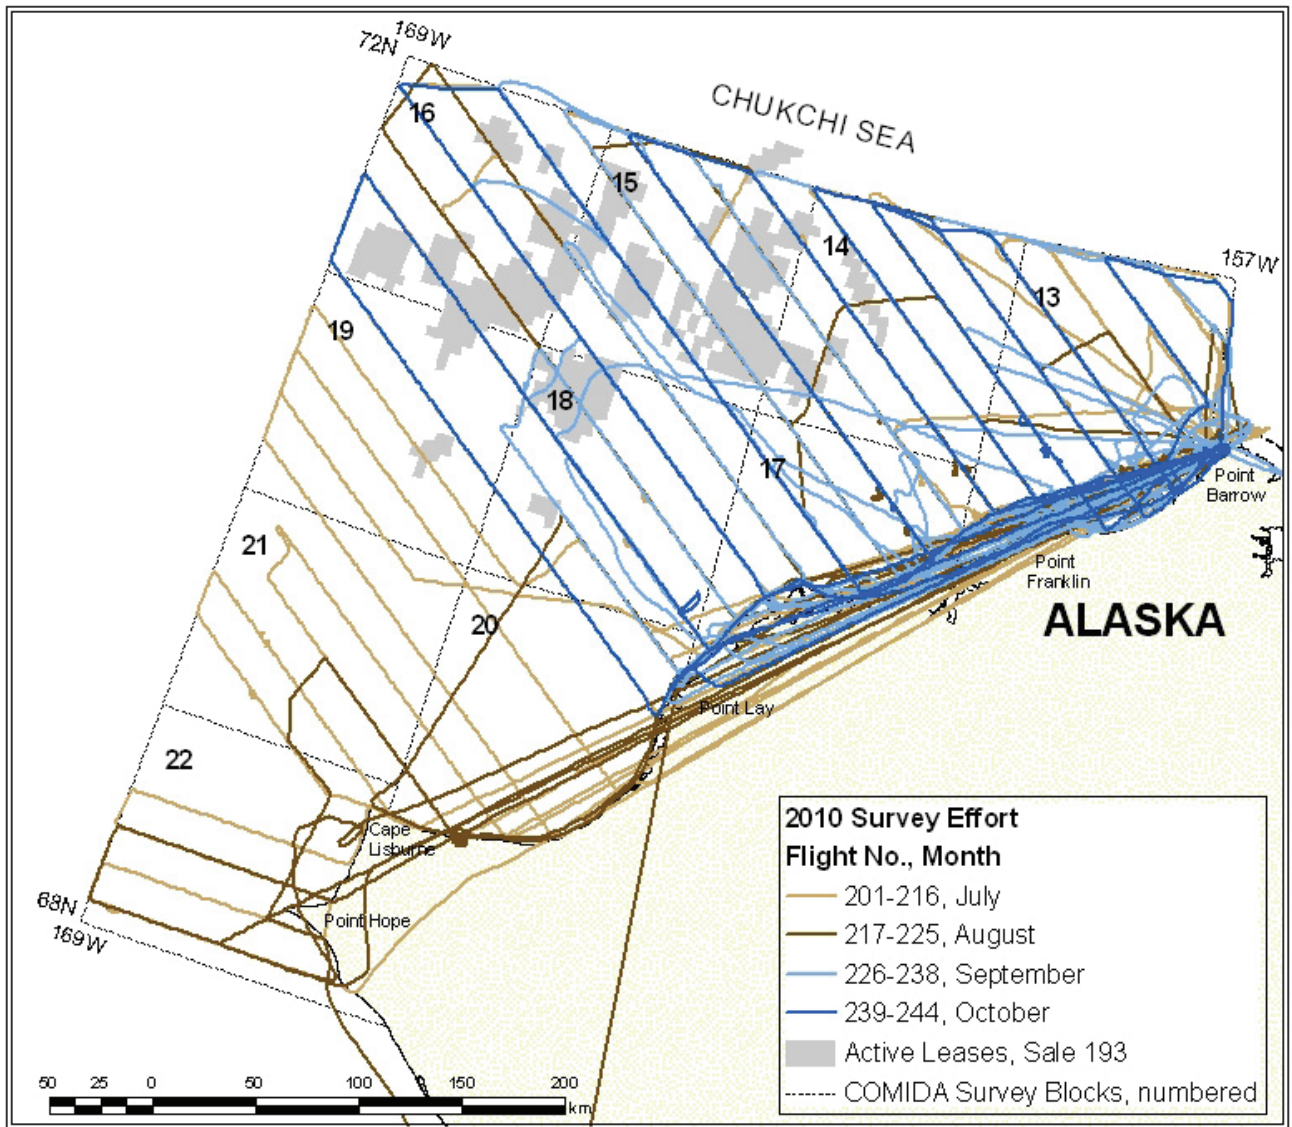 169W
72N
CHUKCHI SEA
16
15
14
157W
13
19
18
17
Point
Barrow
21
Point
Franklin
ALASKA
20
Point Lay
22
Cape
Lisburne
68N
169W
Point Hope
2010 Survey Effort
Flight No., Month
201-216, July
217-225, August
226-238, September
239-244, October
Active Leases, Sale 193
COMIDA Survey Blocks, numbered
50 25 0 50 100 150 200
km